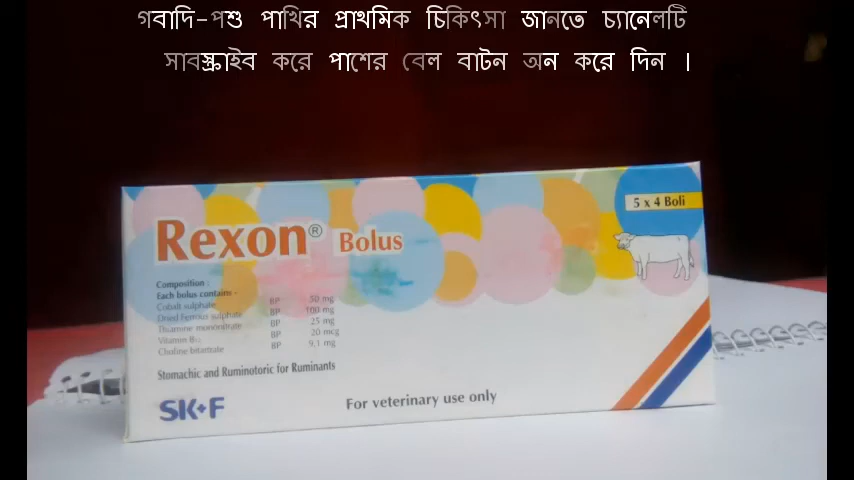 গবাদি-পশু পাখির প্রাথমিক চিকিৎসা জানতে চ্যানেলটি
সাবস্ক্রাইব করে পাশের বেল বাটন অন করে দিন ।
5 x 4 Boli
Rexon® Bolus
Composition :
Each bolus contains -
Cobalt sulphate BP 50 mg
Dried Ferrous sulphate BP 100 mg
Thiamine mononitrate BP 25 mg
Vitamin B₁₂ BP 20 mcg
Choline bitartrate BP 9.1 mg
Stomachic and Ruminotoric for Ruminants
SK+F
For veterinary use only